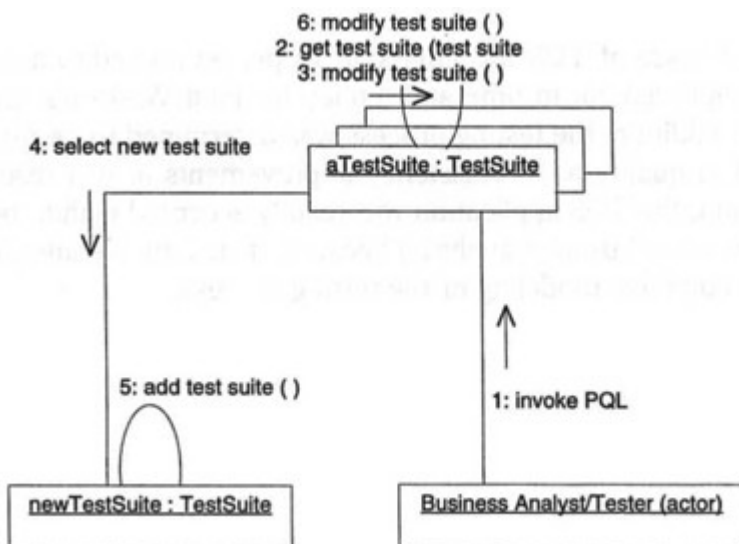 6: modify test suite ( )
2: get test suite (test suite
3: modify test suite ( )
4: select new test suite
aTestSuite : TestSuite
5: add test suite ( )
1: invoke PQL
newTestSuite : TestSuite
Business Analyst/Tester (actor)